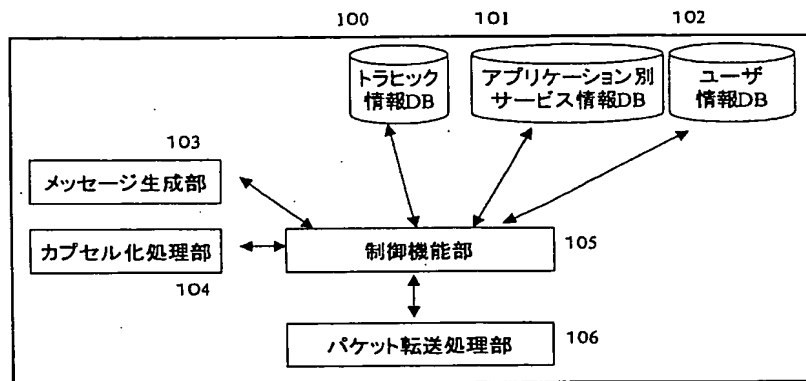 100
101
102
トラヒック
情報DB
アプリケーション別
サービス情報DB
ユーザ
情報DB
103
メッセージ生成部
カプセル化処理部
104
制御機能部
105
パケット転送処理部
106